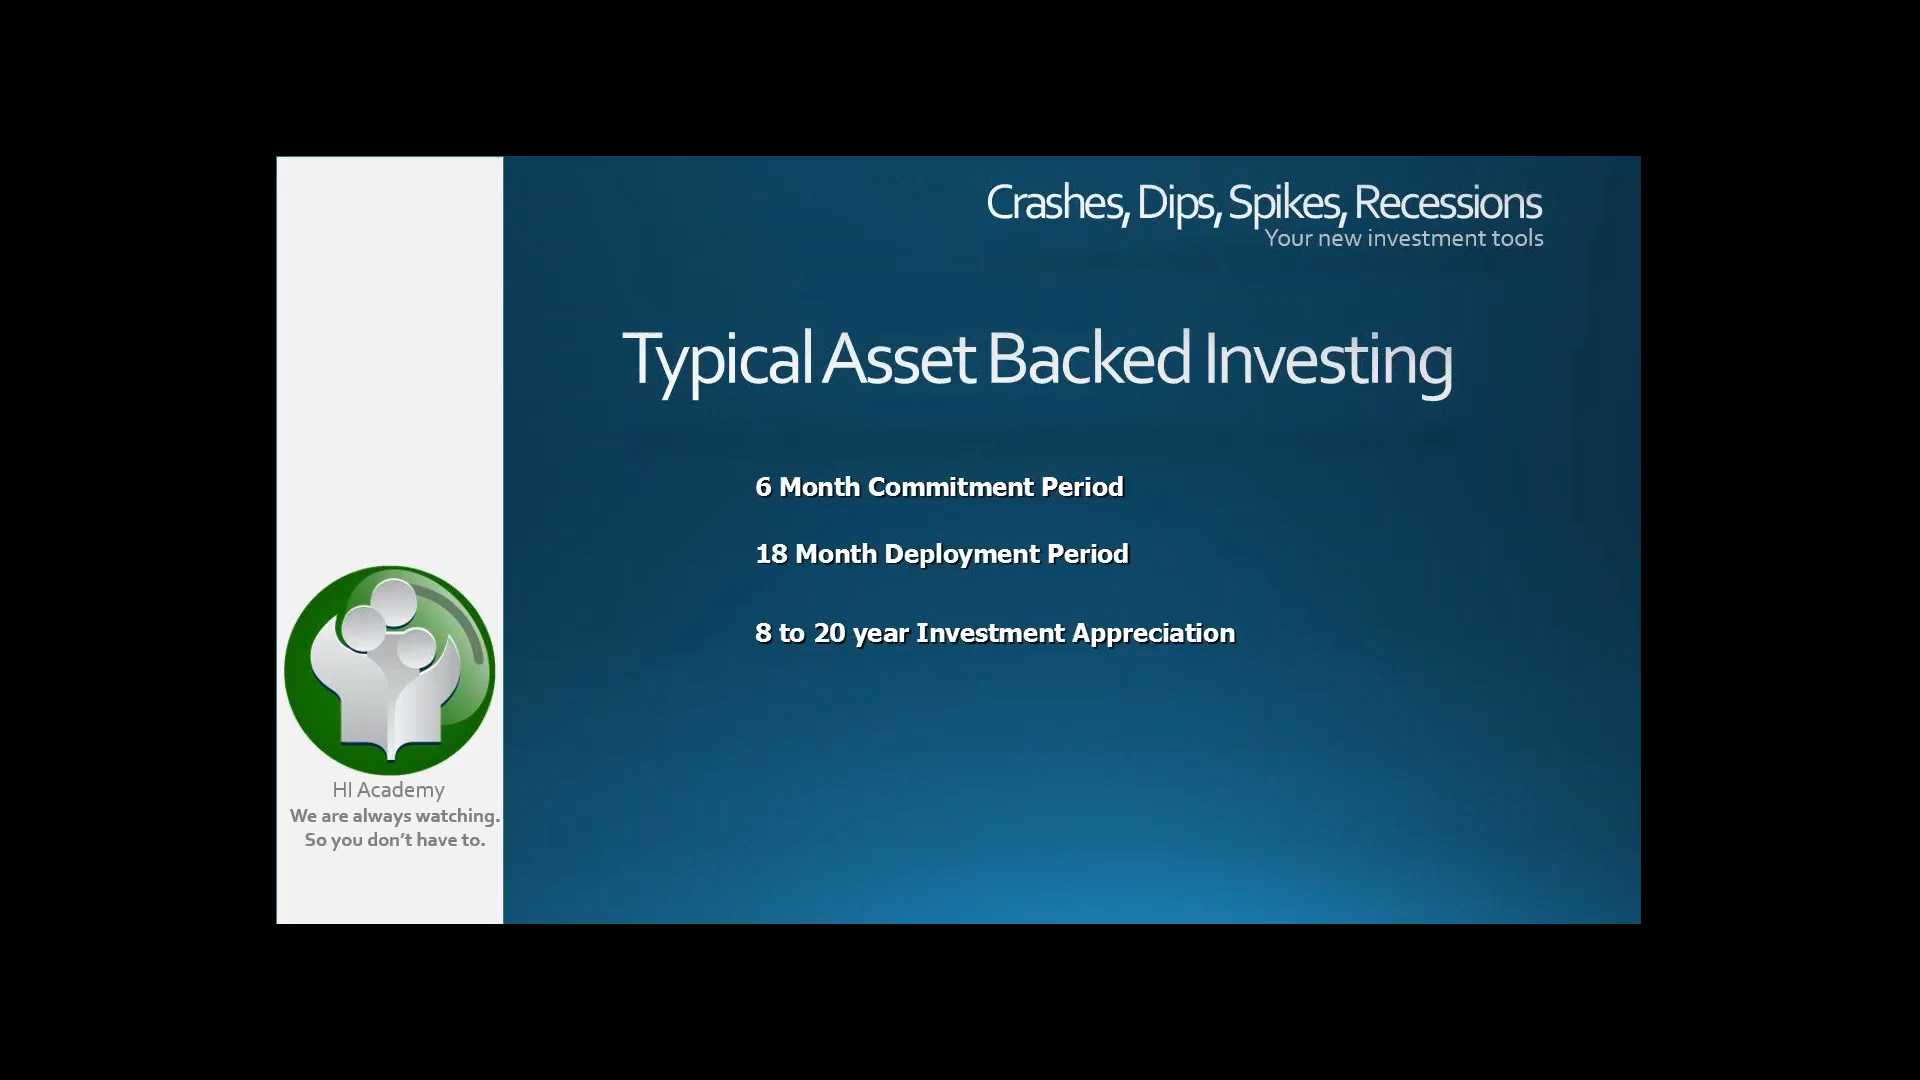 Crashes, Dips, Spikes, Recessions
Your new investment tools
Typical Asset Backed Investing
6 Month Commitment Period
18 Month Deployment Period
8 to 20 year Investment Appreciation
HI Academy
We are always watching.
So you don’t have to.